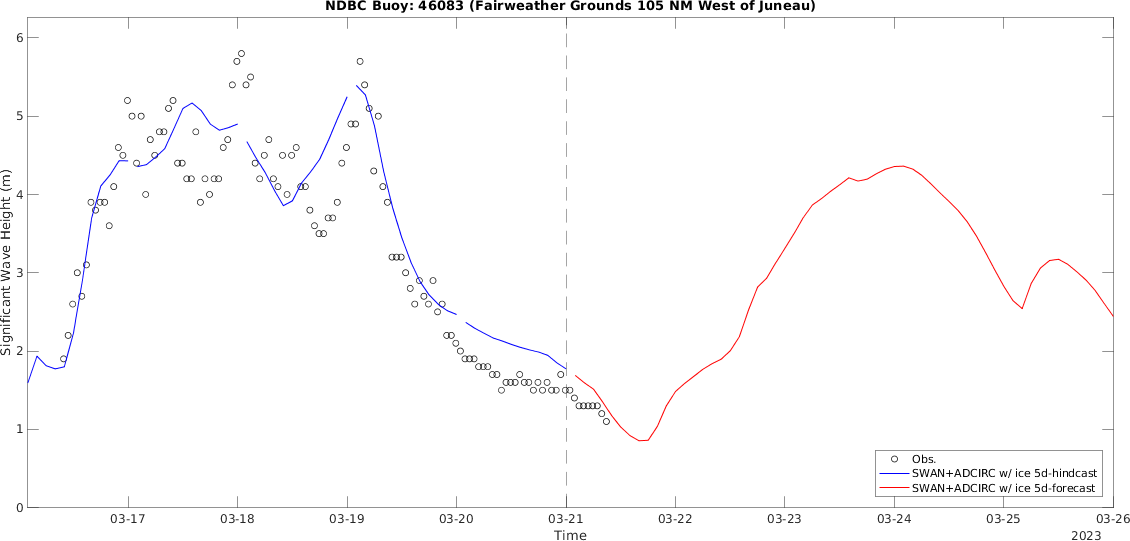 NDBC Buoy: 46083 (Fairweather Grounds 105 NM West of Juneau)
Significant Wave Height (m)
6
5
4
3
2
1
0
03-17 03-18 03-19 03-20 03-21 03-22 03-23 03-24 03-25 03-26
Time
2023
Obs.
SWAN+ADCIRC w/ ice 5d-hindcast
SWAN+ADCIRC w/ ice 5d-forecast